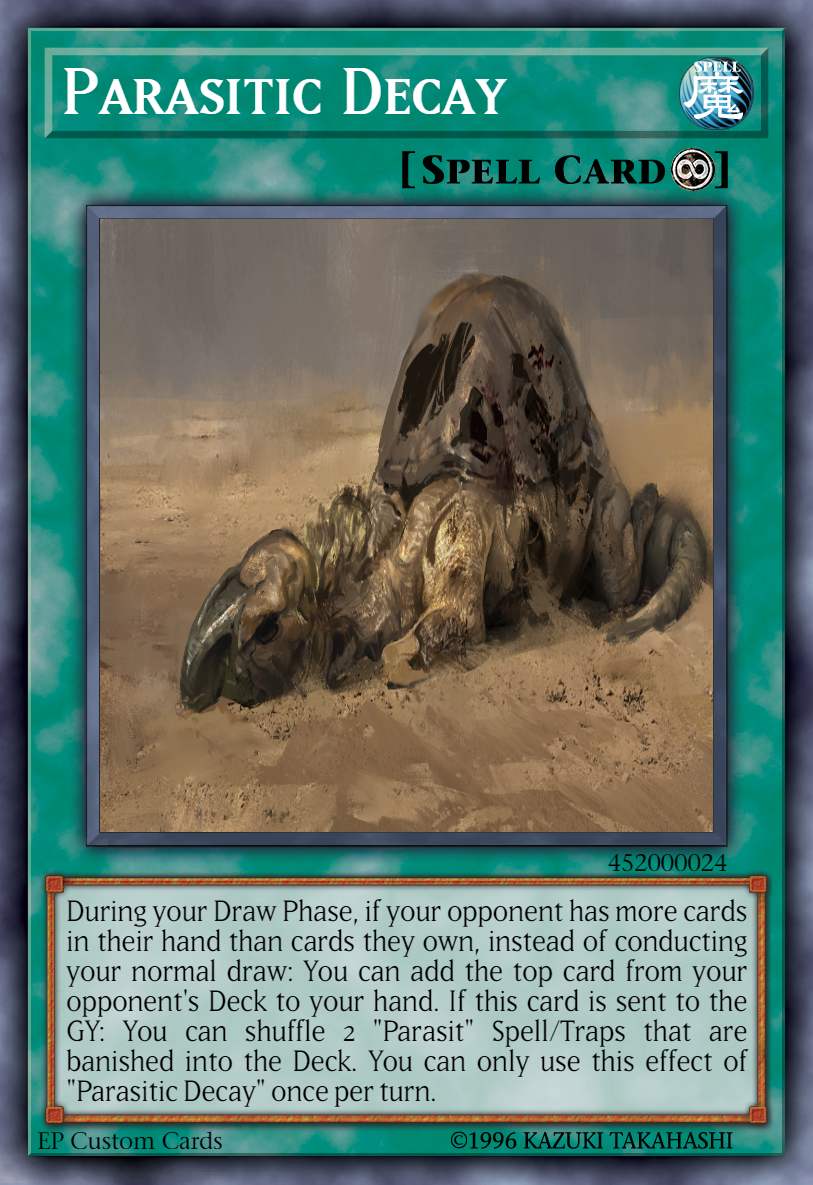 Parasitic Decay
SPELL
魔
[Spell Card]
452000024
During your Draw Phase, if your opponent has more cards
in their hand than cards they own, instead of conducting
your normal draw: You can add the top card from your
opponent's Deck to your hand. If this card is sent to the
GY: You can shuffle 2 "Parasit" Spell/Traps that are
banished into the Deck. You can only use this effect of
"Parasitic Decay" once per turn.
EP Custom Cards
©1996 KAZUKI TAKAHASHI